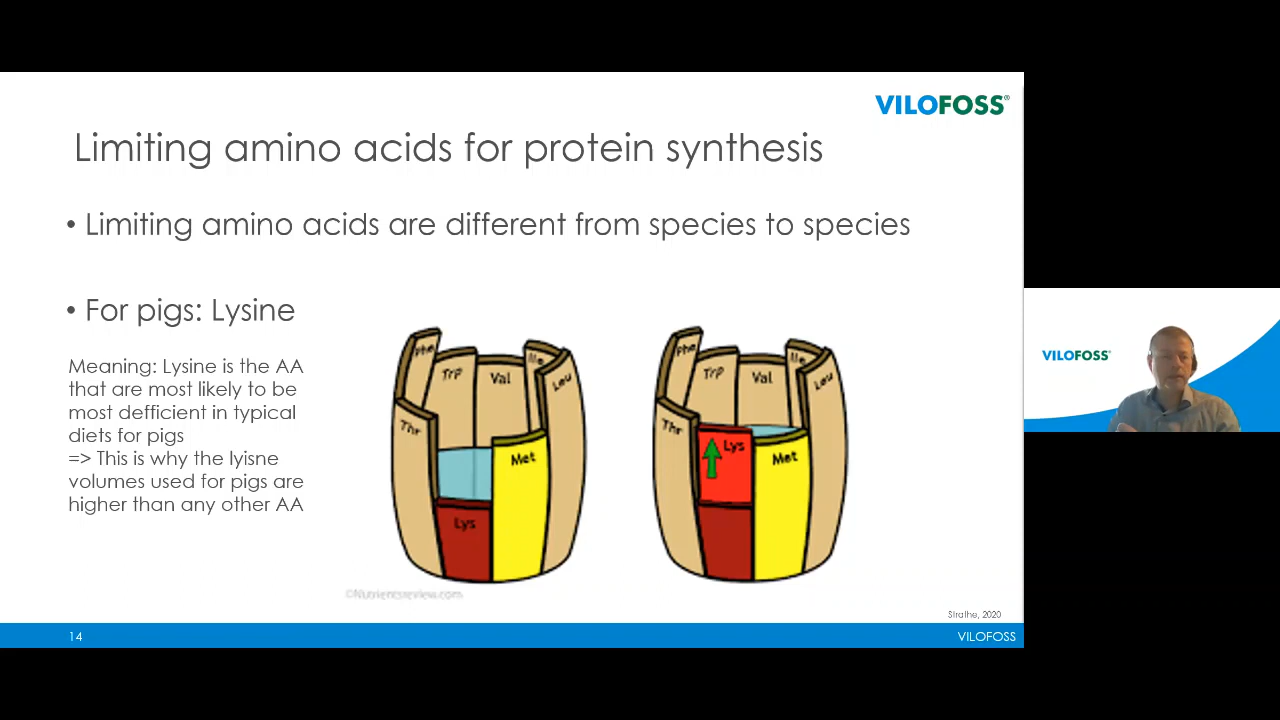 VILOFOSS®
Limiting amino acids for protein synthesis
• Limiting amino acids are different from species to species
• For pigs: Lysine
Meaning: Lysine is the AA
that are most likely to be
most defficient in typical
diets for pigs
=> This is why the lyisne
volumes used for pigs are
higher than any other AA
Phe
Trp
Val
Ile
Leu
Thr
Met
Lys
Phe
Trp
Val
Ile
Leu
Thr
Lys
Met
©Nutrientsreview.com
Strathe, 2020
14
VILOFOSS
VILOFOSS®